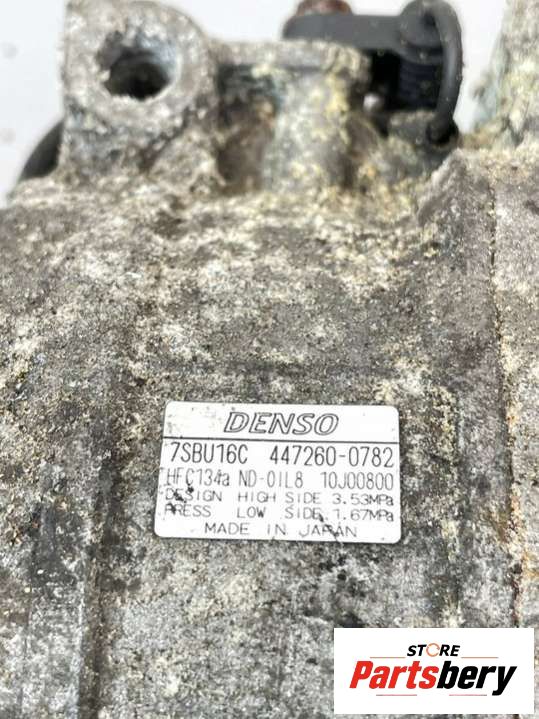 DENSO
7SBU16C 447260-0782
HFC134a ND-OIL8 10J00800
DESIGN HIGH SIDE 3.53MPa
PRESS LOW SIDE 1.67MPa
MADE IN JAPAN
STORE
Partsbery